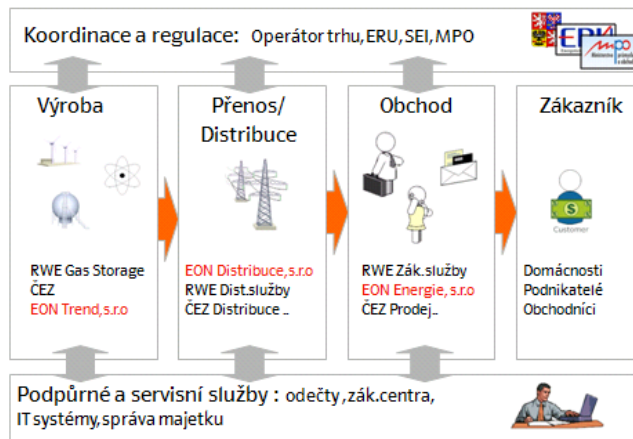 Koordinace a regulace: Operátor trhu, ERU, SEI, MPO
Výroba
RWE Gas Storage
ČEZ
EON Trend, s.r.o
Přenos/
Distribuce
EON Distribuce, s.r.o
RWE Dist.služby
ČEZ Distribuce ..
Obchod
RWE Zák.služby
EON Energie, s.r.o
ČEZ Prodej..
Zákazník
Customer
Domácnosti
Podnikatelé
Obchodníci
Podpůrné a servisní služby : odečty ,zák.centra,
IT systémy, správa majetku